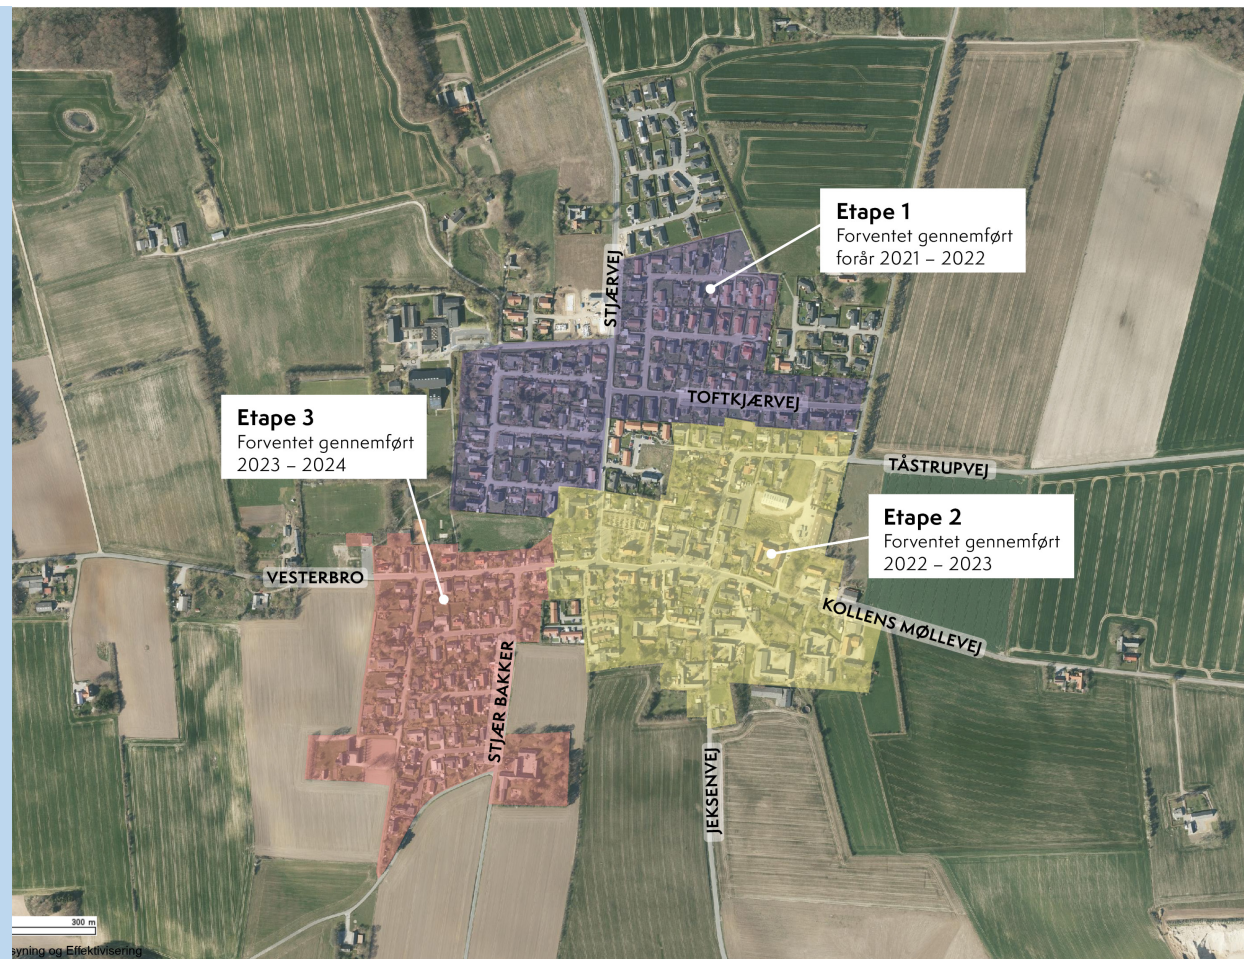 Etape 1
Forventet gennemført
forår 2021 – 2022
STJÆRVEJ
TOFTKJÆRVEJ
Etape 3
Forventet gennemført
2023 – 2024
TÅSTRUPVEJ
Etape 2
Forventet gennemført
2022 – 2023
VESTERBRO
KOLLENS MØLLEVEJ
STJÆR BAKKER
JEKSENVEJ
300 m
syning og Effektivisering